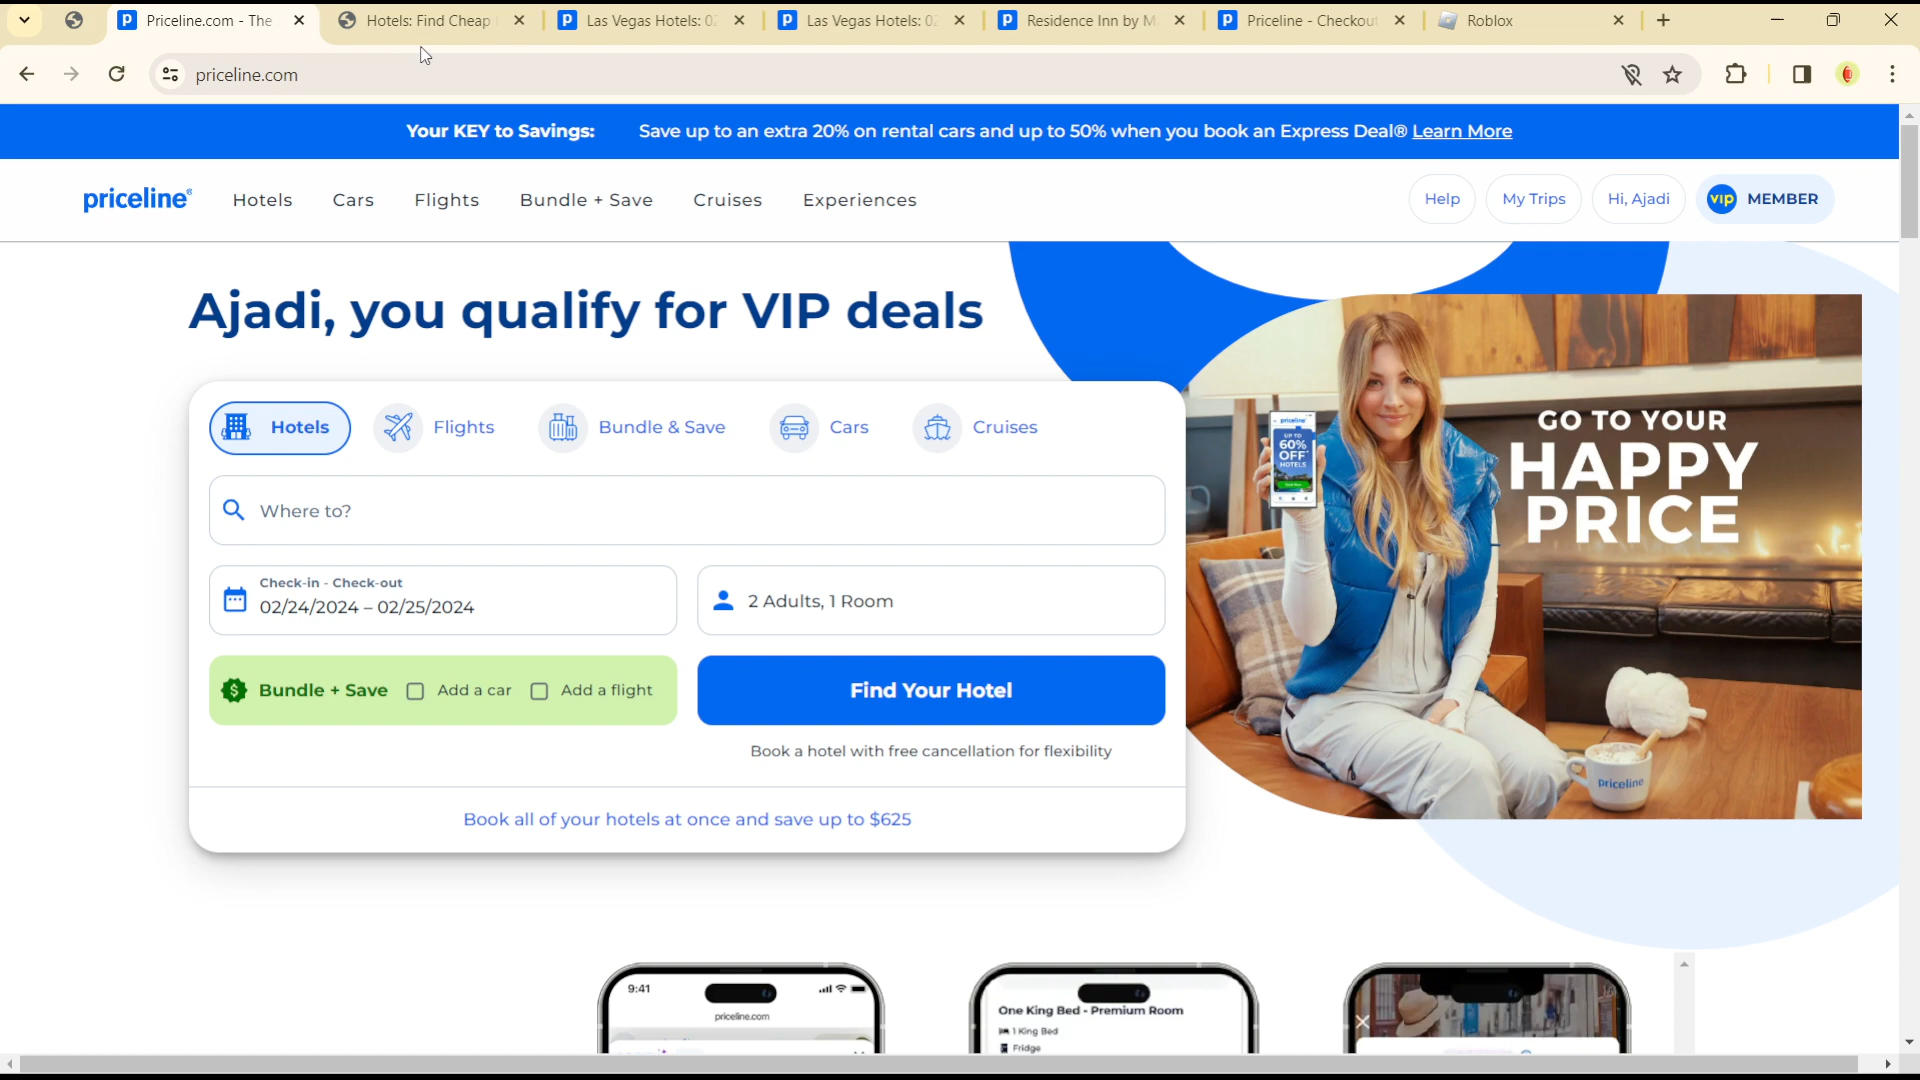 Priceline.com - The
Hotels: Find Cheap
Las Vegas Hotels: 02
Las Vegas Hotels: 02
Residence Inn by M
Priceline - Checkout
Roblox
priceline.com
Your KEY to Savings: Save up to an extra 20% on rental cars and up to 50% when you book an Express Deal® Learn More
priceline®
Hotels
Cars
Flights
Bundle + Save
Cruises
Experiences
Help
My Trips
Hi, Ajadi
VIP MEMBER
Ajadi, you qualify for VIP deals
Hotels
Flights
Bundle & Save
Cars
Cruises
Where to?
Check-in - Check-out
02/24/2024 – 02/25/2024
2 Adults, 1 Room
Bundle + Save
Add a car
Add a flight
Find Your Hotel
Book a hotel with free cancellation for flexibility
Book all of your hotels at once and save up to $625
priceline
UP TO
60%
OFF*
HOTELS
GO TO YOUR
HAPPY
PRICE
priceline
9:41
priceline.com
One King Bed - Premium Room
1 King Bed
Fridge